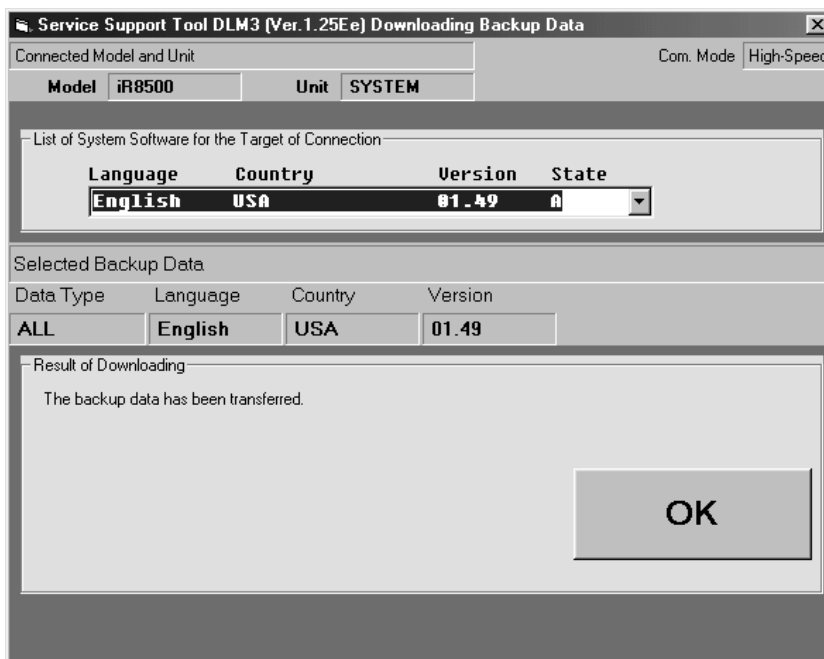 Service Support Tool DLM3 (Ver.1.25Ee) Downloading Backup Data
Connected Model and Unit Com. Mode High-Speed
Model iR8500 Unit SYSTEM
List of System Software for the Target of Connection
Language Country Version State
English USA 01.49 A
Selected Backup Data
Data Type Language Country Version
ALL English USA 01.49
Result of Downloading
The backup data has been transferred.
OK